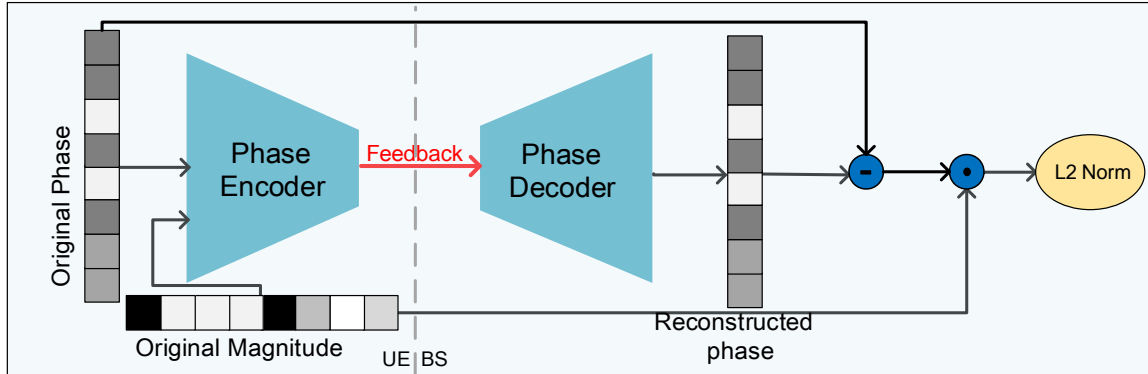 Original Phase
Phase
Encoder
Feedback
Phase
Decoder
-
•
L2 Norm
Original Magnitude
UE
BS
Reconstructed
phase